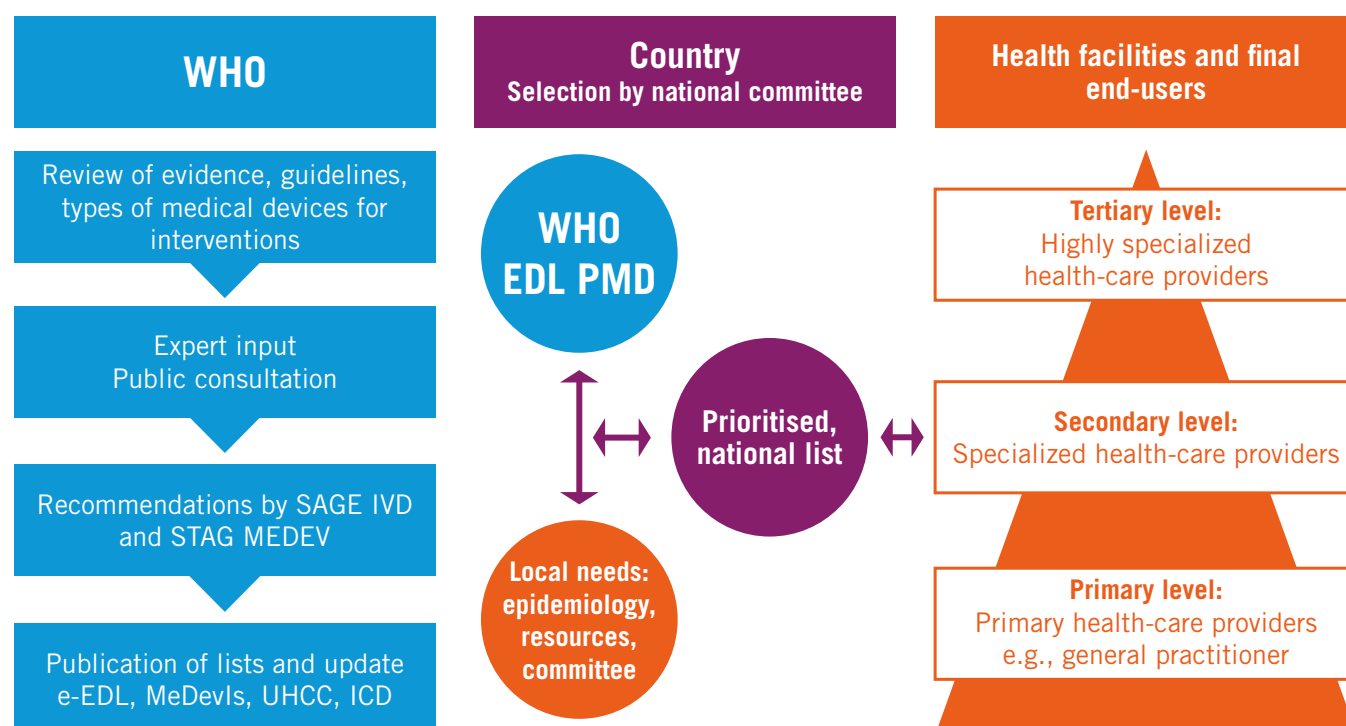 WHO
Review of evidence, guidelines,
types of medical devices for
interventions
Expert input
Public consultation
Recommendations by SAGE IVD
and STAG MEDEV
Publication of lists and update
e-EDL, MeDevIs, UHCC, ICD
Country
Selection by national committee
WHO
EDL PMD
Prioritised,
national list
Local needs:
epidemiology,
resources,
committee
Health facilities and final
end-users
Tertiary level:
Highly specialized
health-care providers
Secondary level:
Specialized health-care providers
Primary level:
Primary health-care providers
e.g., general practitioner